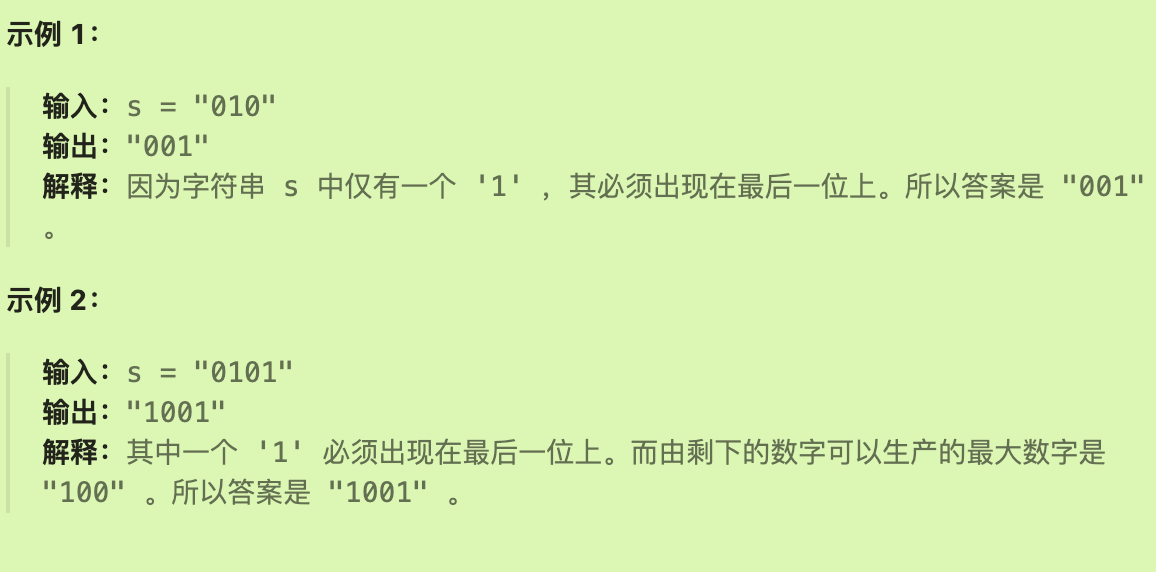 示例 1：
输入：s = "010"
输出："001"
解释：因为字符串 s 中仅有一个 '1' ，其必须出现在最后一位上。所以答案是 "001"
。
示例 2：
输入：s = "0101"
输出："1001"
解释：其中一个 '1' 必须出现在最后一位上。而由剩下的数字可以生产的最大数字是
"100" 。所以答案是 "1001" 。